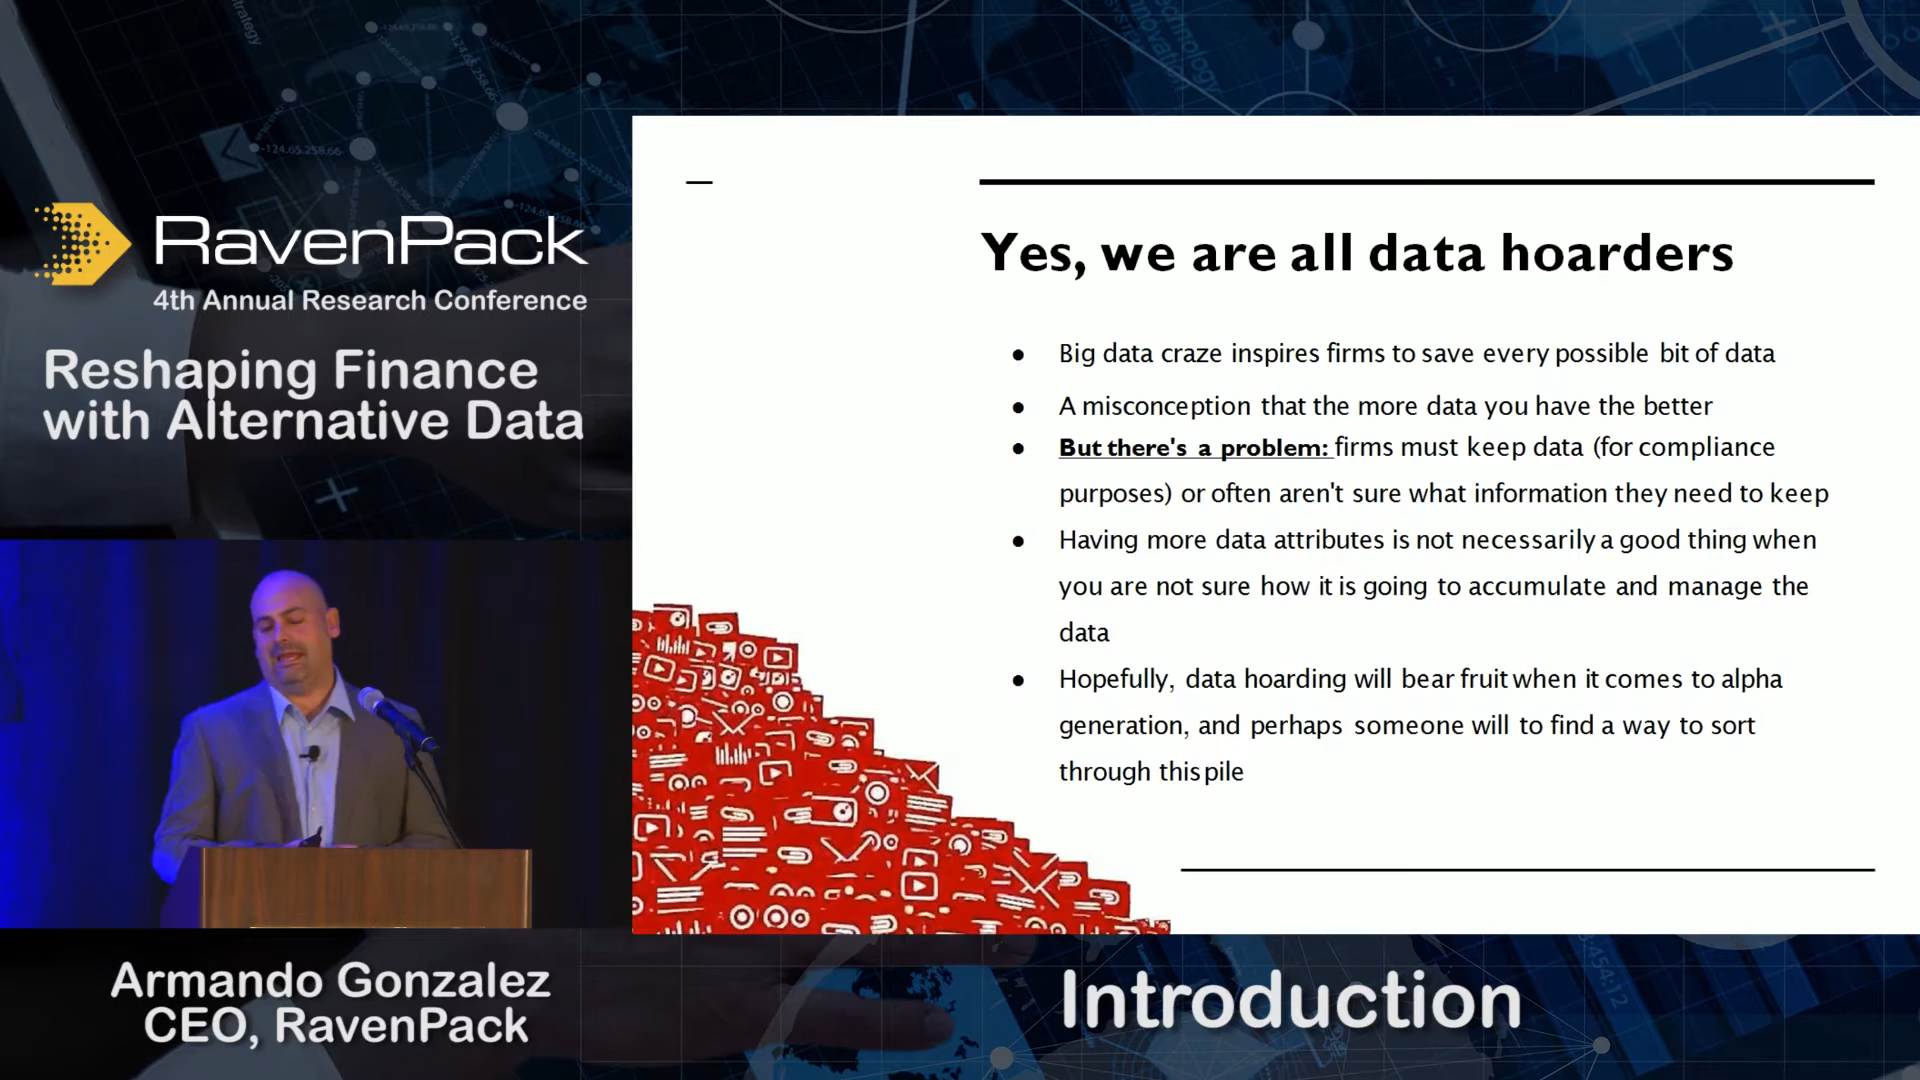 RavenPack
4th Annual Research Conference
Reshaping Finance
with Alternative Data
Yes, we are all data hoarders
● Big data craze inspires firms to save every possible bit of data
● A misconception that the more data you have the better
● But there's a problem: firms must keep data (for compliance
purposes) or often aren't sure what information they need to keep
● Having more data attributes is not necessarily a good thing when
you are not sure how it is going to accumulate and manage the
data
● Hopefully, data hoarding will bear fruit when it comes to alpha
generation, and perhaps someone will to find a way to sort
through this pile
Armando Gonzalez
CEO, RavenPack
Introduction